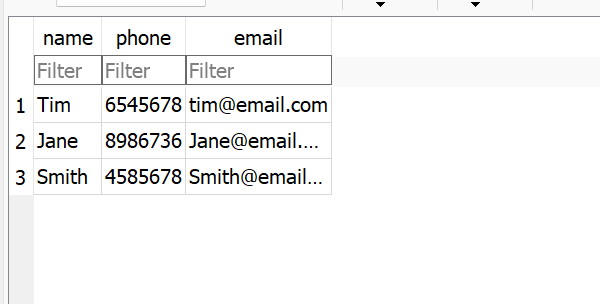 name phone email
Filter Filter Filter
1 Tim 6545678 tim@email.com
2 Jane 8986736 Jane@email....
3 Smith 4585678 Smith@email...